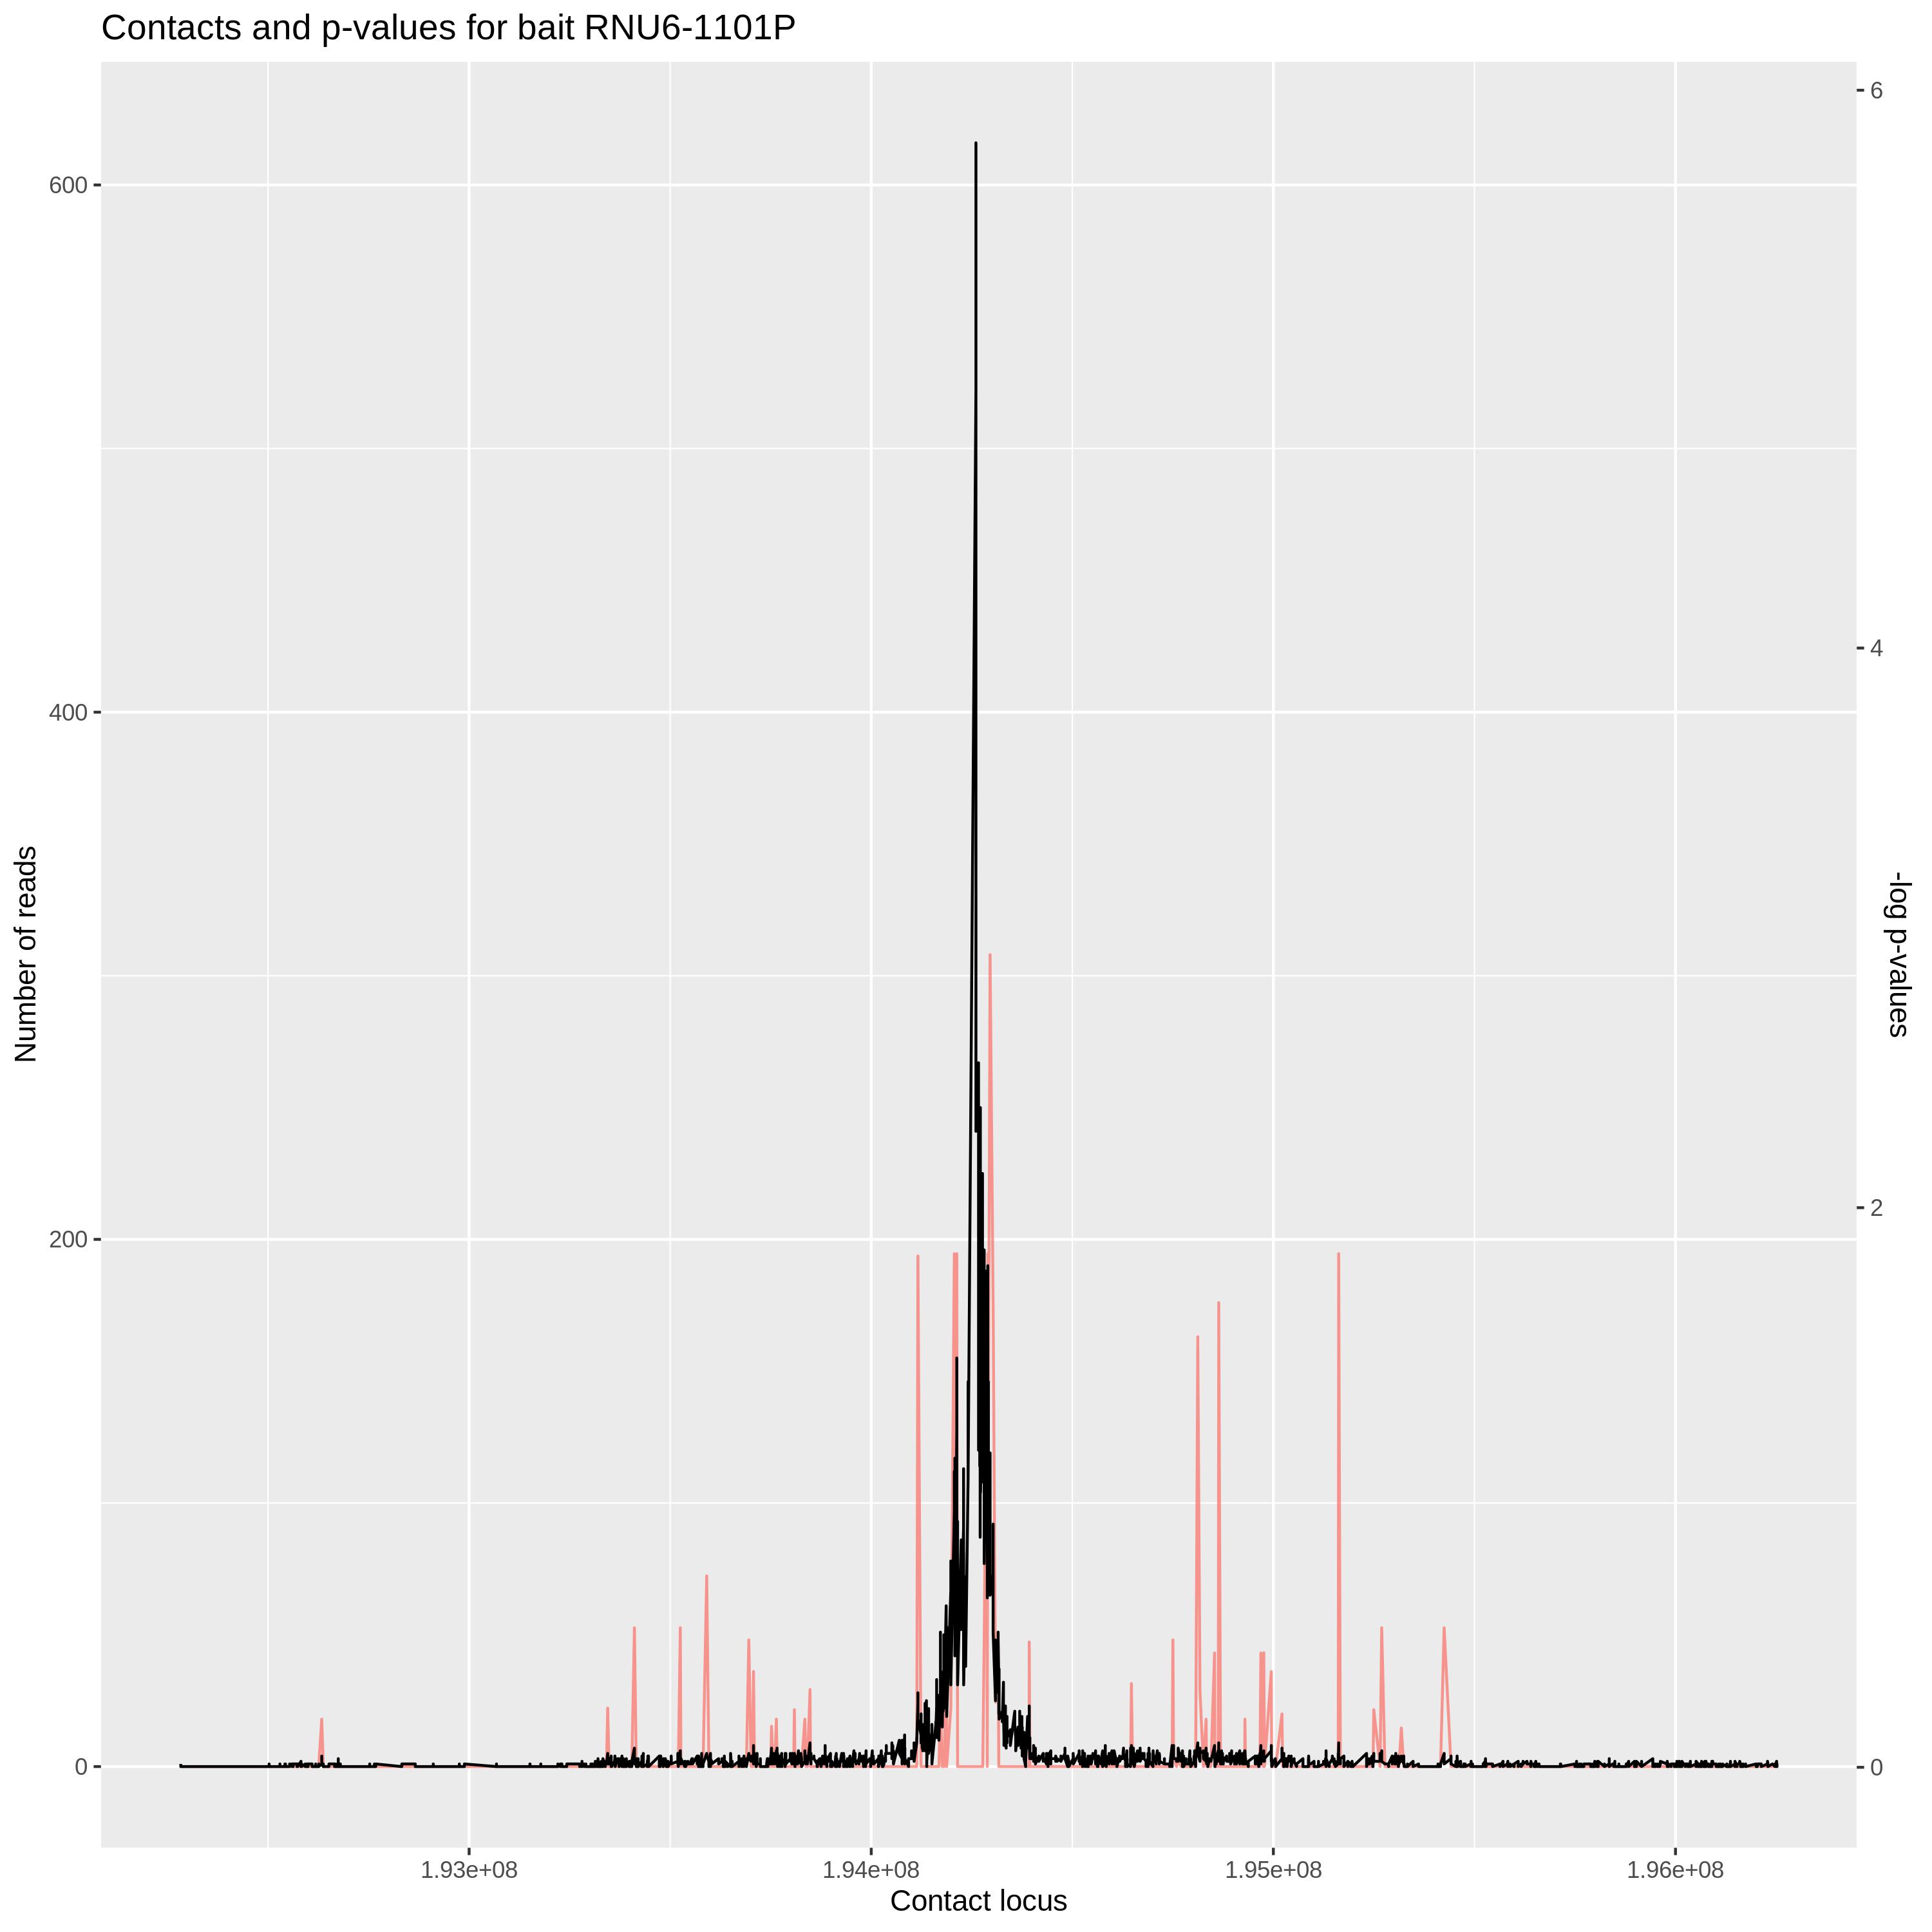 Contacts and p-values for bait RNU6-1101P
6
600
4
400
Number of reads
-log p-values
2
200
0
0
1.93e+08
1.94e+08
1.95e+08
1.96e+08
Contact locus